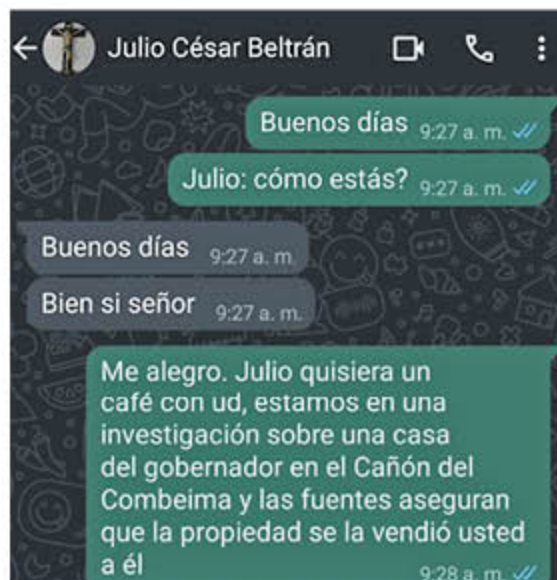 Julio César Beltrán
Buenos días 9:27 a. m.
Julio: cómo estás? 9:27 a. m.
Buenos días 9:27 a. m.
Bien si señor 9:27 a. m.
Me alegro. Julio quisiera un
café con ud, estamos en una
investigación sobre una casa
del gobernador en el Cañón del
Combeima y las fuentes aseguran
que la propiedad se la vendió usted
a él 9:28 a. m.